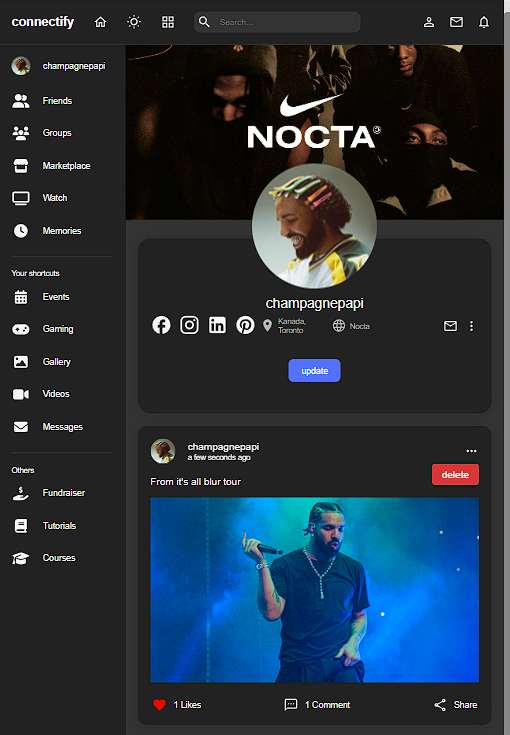 connectify
Search...
champagnepapi
Friends
Groups
Marketplace
Watch
Memories
Your shortcuts
Events
Gaming
Gallery
Videos
Messages
Others
Fundraiser
Tutorials
Courses
NOCTA
champagnepapi
Kanada,
Toronto
Nocta
update
champagnepapi
a few seconds ago
delete
From it's all blur tour
1 Likes
1 Comment
Share